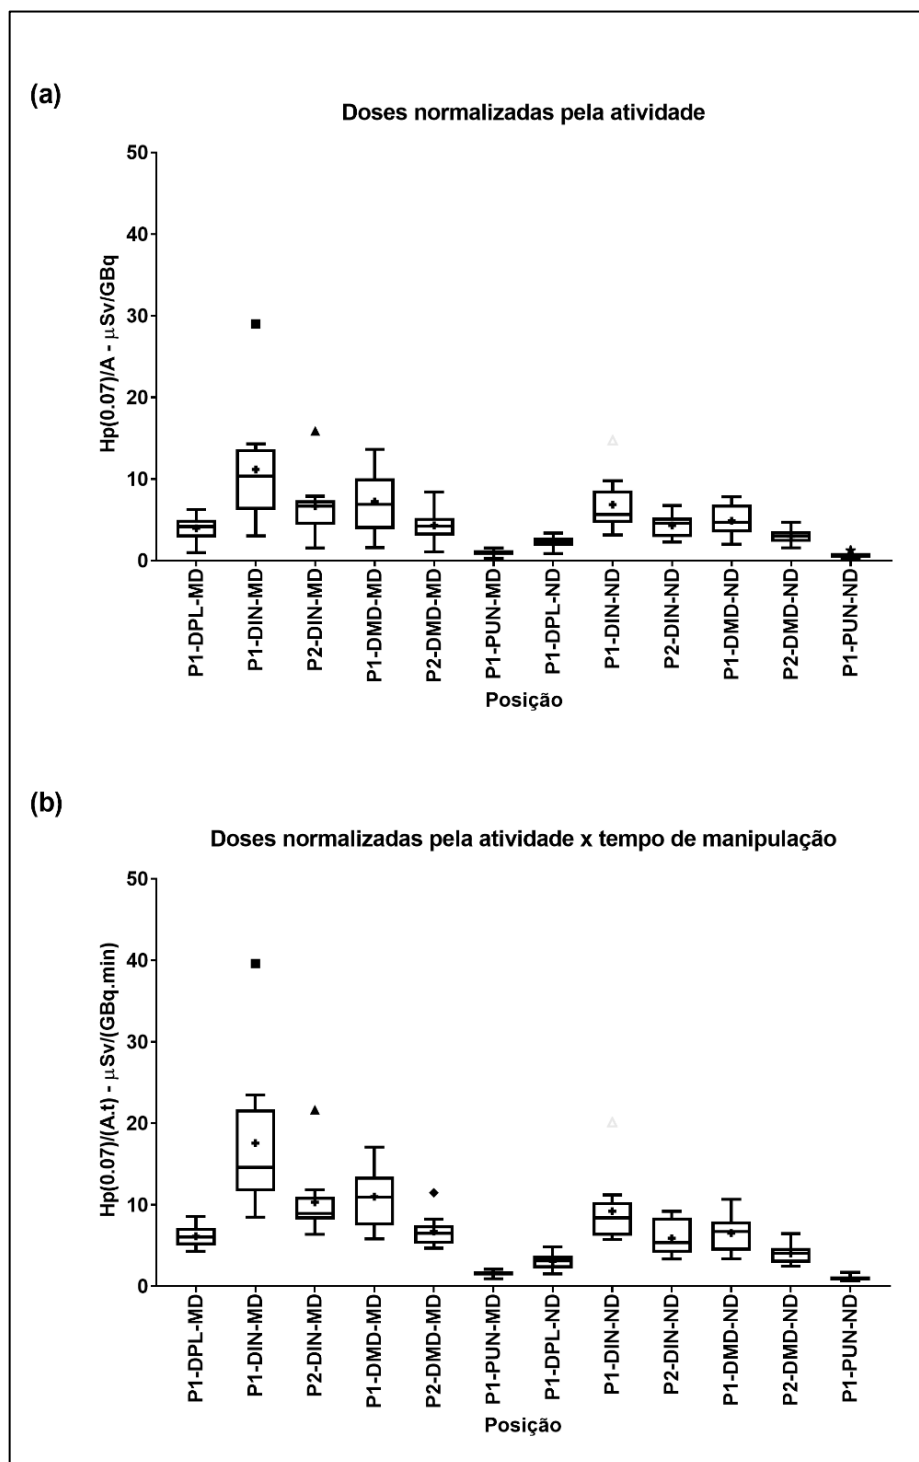 (a)
Doses normalizadas pela atividade
Hp(0.07)/A - μSv/GBq
50
40
30
20
10
0
P1-DPL-MD
P1-DIN-MD
P2-DIN-MD
P1-DMD-MD
P2-DMD-MD
P1-PUN-MD
P1-DPL-ND
P1-DIN-ND
P2-DIN-ND
P1-DMD-ND
P2-DMD-ND
P1-PUN-ND
Posição
(b)
Doses normalizadas pela atividade x tempo de manipulação
Hp(0.07)/(A.t) - μSv/(GBq.min)
50
40
30
20
10
0
P1-DPL-MD
P1-DIN-MD
P2-DIN-MD
P1-DMD-MD
P2-DMD-MD
P1-PUN-MD
P1-DPL-ND
P1-DIN-ND
P2-DIN-ND
P1-DMD-ND
P2-DMD-ND
P1-PUN-ND
Posição